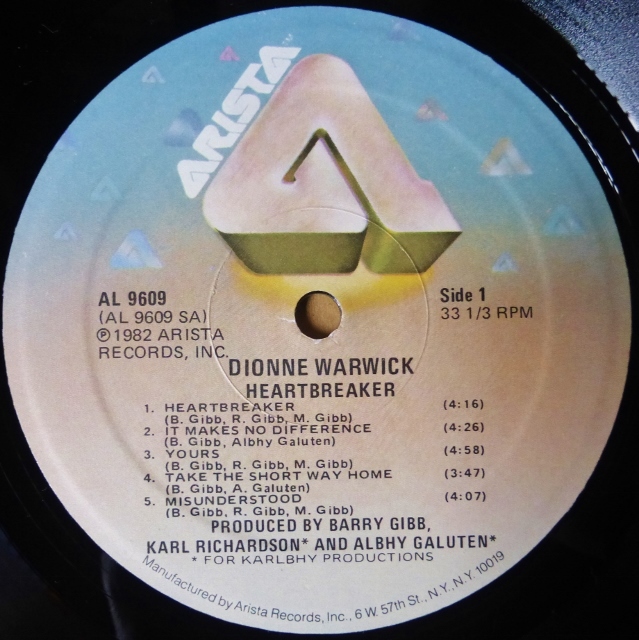 ARISTA™
AL 9609
(AL 9609 SA)
℗1982 ARISTA
RECORDS, INC.
Side 1
33 1/3 RPM
DIONNE WARWICK
HEARTBREAKER
1. HEARTBREAKER (4:16)
(B. Gibb, R. Gibb, M. Gibb)
2. IT MAKES NO DIFFERENCE (4:26)
(B. Gibb, Albhy Galuten)
3. YOURS (4:58)
(B. Gibb, R. Gibb, M. Gibb)
4. TAKE THE SHORT WAY HOME (3:47)
(B. Gibb, A. Galuten)
5. MISUNDERSTOOD (4:07)
(B. Gibb, R. Gibb, M. Gibb)
PRODUCED BY BARRY GIBB,
KARL RICHARDSON* AND ALBHY GALUTEN*
* FOR KARLBHY PRODUCTIONS
Manufactured by Arista Records, Inc., 6 W. 57th St., N.Y., N.Y. 10019